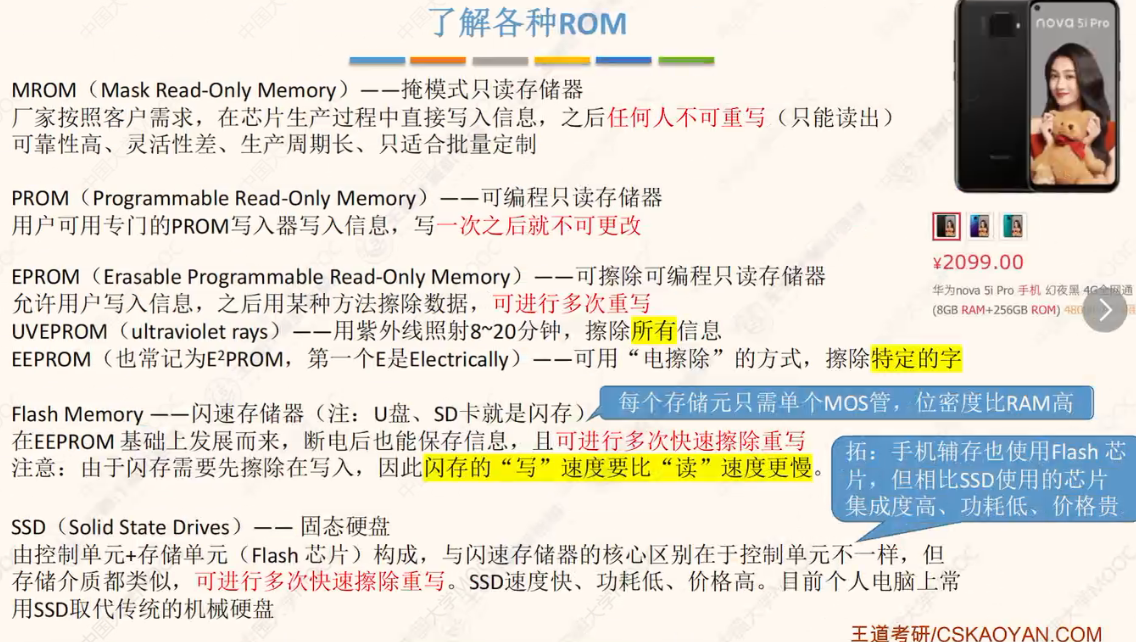 了解各种ROM
MROM（Mask Read-Only Memory）——掩模式只读存储器
厂家按照客户需求，在芯片生产过程中直接写入信息，之后任何人不可重写（只能读出）
可靠性高、灵活性差、生产周期长、只适合批量定制
PROM（Programmable Read-Only Memory）——可编程只读存储器
用户可用专门的PROM写入器写入信息，写一次之后就不可更改
EPROM（Erasable Programmable Read-Only Memory）——可擦除可编程只读存储器
允许用户写入信息，之后用某种方法擦除数据，可进行多次重写
UVEPROM（ultraviolet rays）——用紫外线照射8~20分钟，擦除所有信息
EEPROM（也常记为E²PROM，第一个E是Electrically）——可用“电擦除”的方式，擦除特定的字
Flash Memory ——闪速存储器（注：U盘、SD卡就是闪存）
在EEPROM 基础上发展而来，断电后也能保存信息，且可进行多次快速擦除重写
注意：由于闪存需要先擦除在写入，因此闪存的“写”速度要比“读”速度更慢。
每个存储元只需单个MOS管，位密度比RAM高
拓：手机辅存也使用Flash 芯
片，但相比SSD使用的芯片
集成度高、功耗低、价格贵
SSD（Solid State Drives）—— 固态硬盘
由控制单元+存储单元（Flash 芯片）构成，与闪速存储器的核心区别在于控制单元不一样，但
存储介质都类似，可进行多次快速擦除重写。SSD速度快、功耗低、价格高。目前个人电脑上常
用SSD取代传统的机械硬盘
nova 5i Pro
¥2099.00
华为nova 5i Pro 手机 幻夜黑 4G全网通
(8GB RAM+256GB ROM)
王道考研/CSKAOYAN.COM